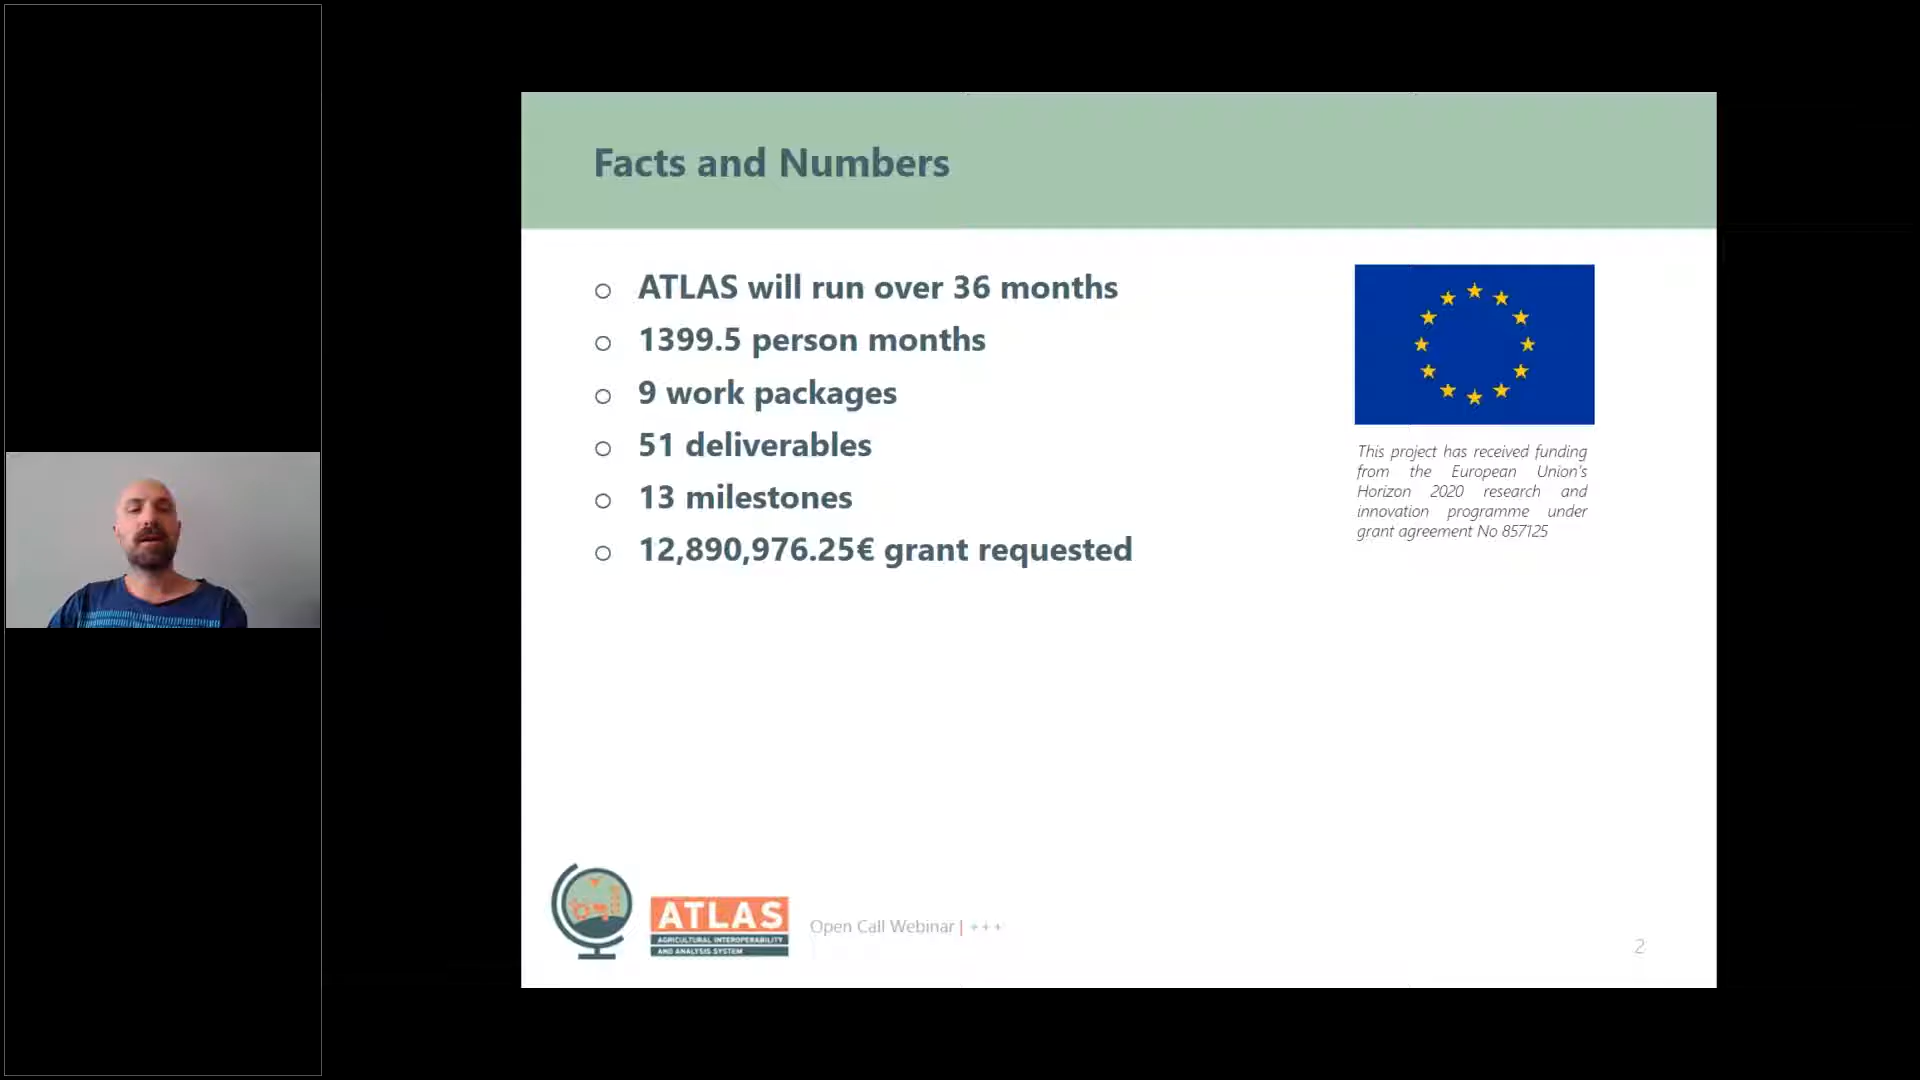 Facts and Numbers
ATLAS will run over 36 months
1399.5 person months
9 work packages
51 deliverables
13 milestones
12,890,976.25€ grant requested
This project has received funding
from the European Union's
Horizon 2020 research and
innovation programme under
grant agreement No 857125
ATLAS
AGRICULTURAL INTEROPERABILITY
AND ANALYSIS SYSTEM
Open Call Webinar | +++
2